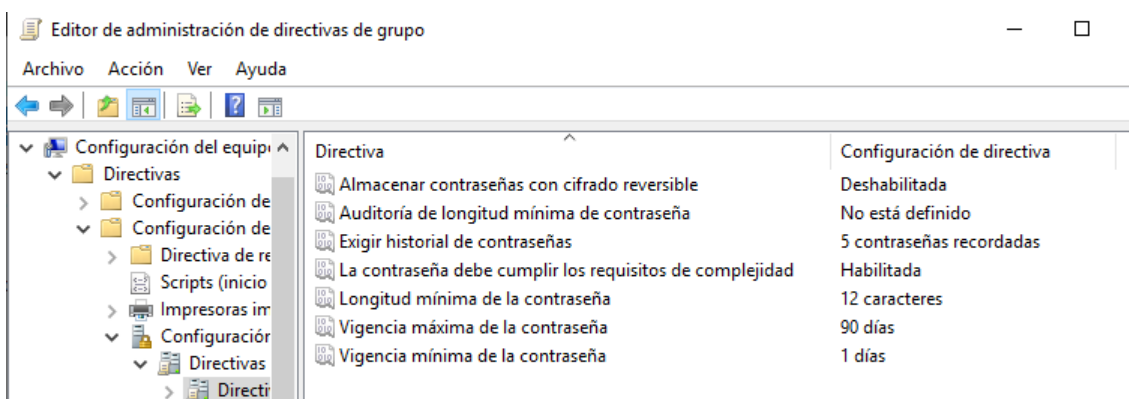 Editor de administración de directivas de grupo
Archivo Acción Ver Ayuda
Configuración del equipo
Directivas
Configuración de
Configuración de
Directiva de re
Scripts (inicio
Impresoras im
Configuración
Directivas
Directi
Directiva Configuración de directiva
Almacenar contraseñas con cifrado reversible Deshabilitada
Auditoría de longitud mínima de contraseña No está definido
Exigir historial de contraseñas 5 contraseñas recordadas
La contraseña debe cumplir los requisitos de complejidad Habilitada
Longitud mínima de la contraseña 12 caracteres
Vigencia máxima de la contraseña 90 días
Vigencia mínima de la contraseña 1 días